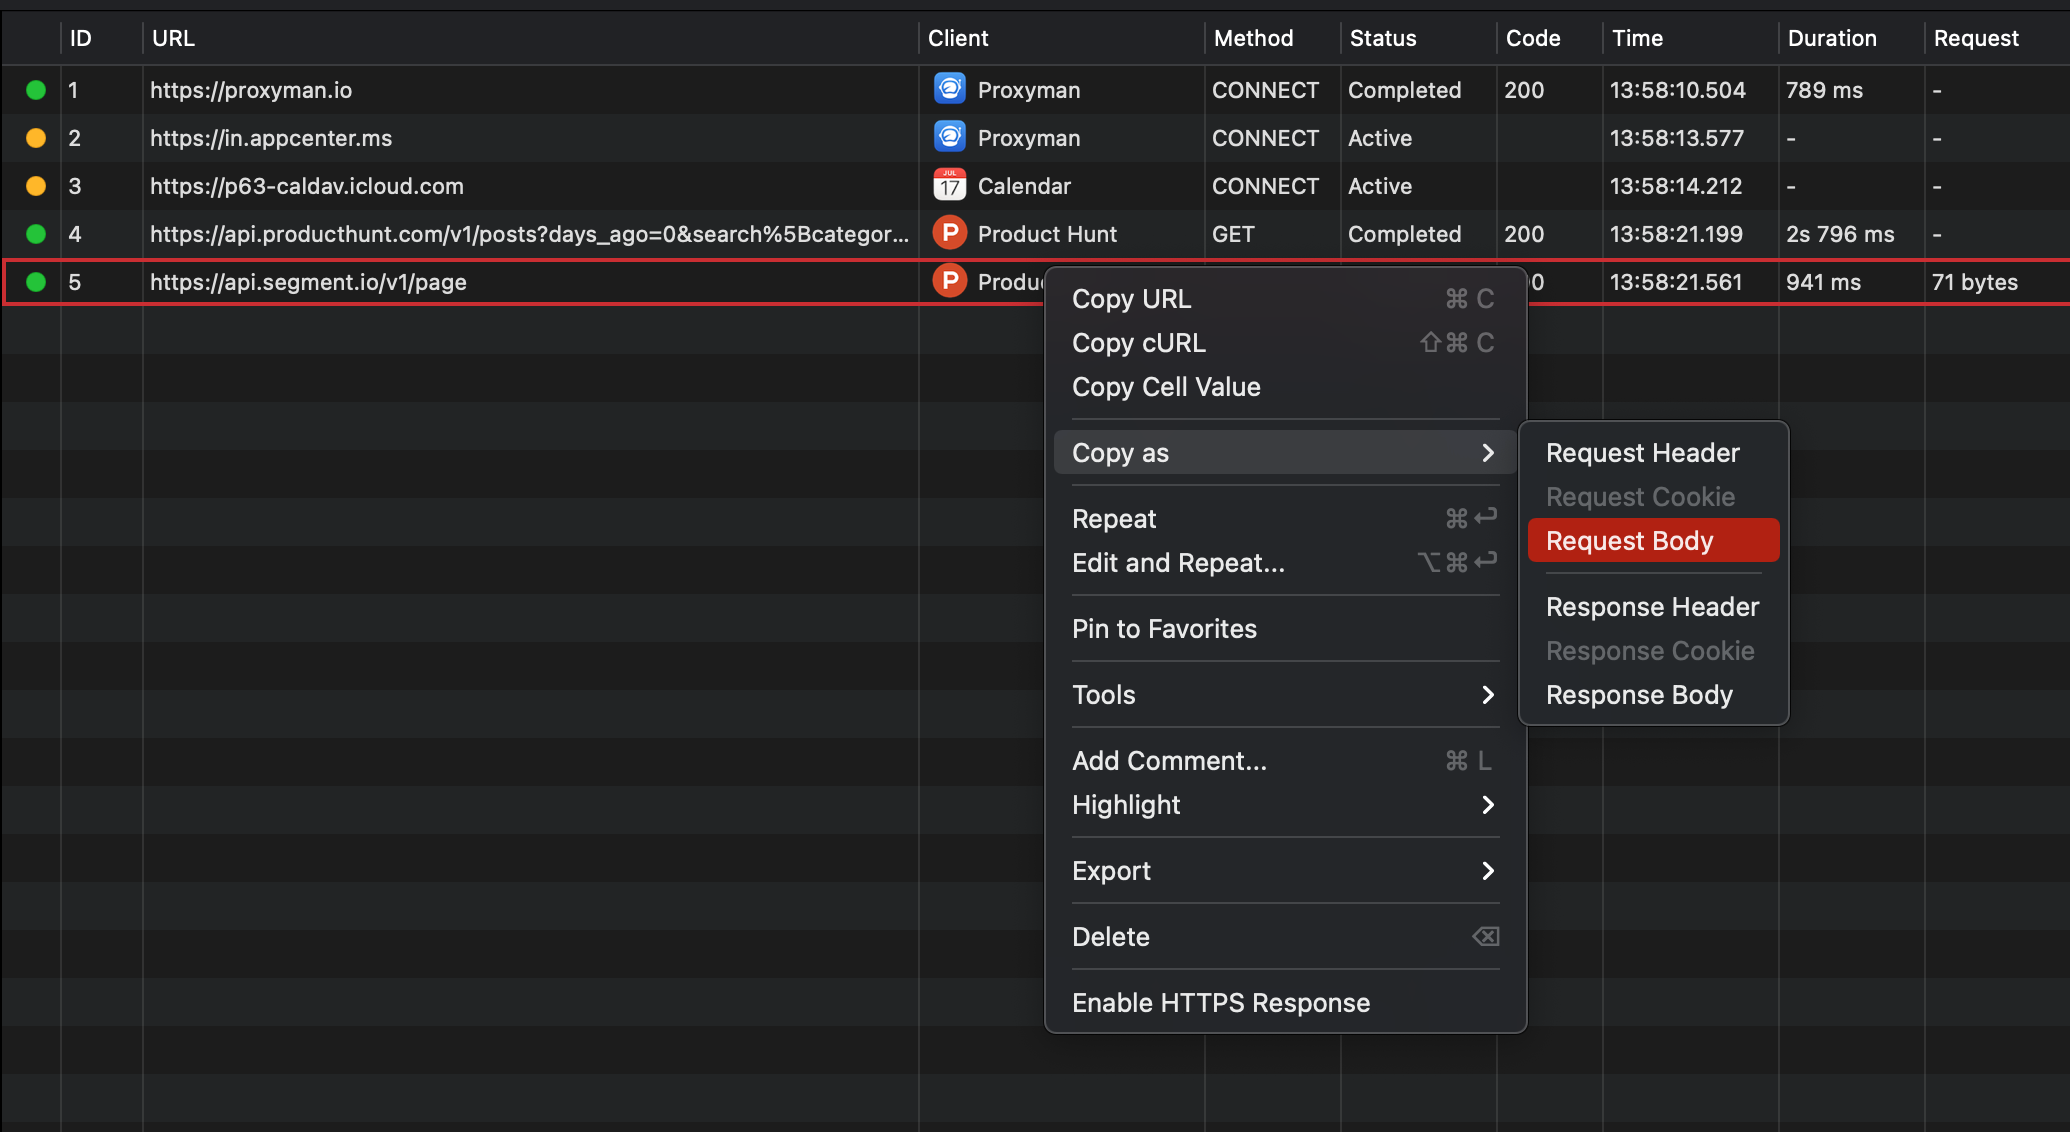 ID URL Client Method Status Code Time Duration Request
1 https://proxyman.io Proxyman CONNECT Completed 200 13:58:10.504 789 ms -
2 https://in.appcenter.ms Proxyman CONNECT Active 13:58:13.577 - -
3 https://p63-caldav.icloud.com JUL 17 Calendar CONNECT Active 13:58:14.212 - -
4 https://api.producthunt.com/v1/posts?days_ago=0&search%5Bcategor... P Product Hunt GET Completed 200 13:58:21.199 2s 796 ms -
5 https://api.segment.io/v1/page P Produ 0 13:58:21.561 941 ms 71 bytes
Copy URL ⌘ C
Copy cURL ⇧⌘ C
Copy Cell Value
Copy as
Request Header
Request Cookie
Request Body
Response Header
Response Cookie
Response Body
Repeat ⌘↩
Edit and Repeat... ⌥⌘↩
Pin to Favorites
Tools
Add Comment... ⌘ L
Highlight
Export
Delete ⌫
Enable HTTPS Response